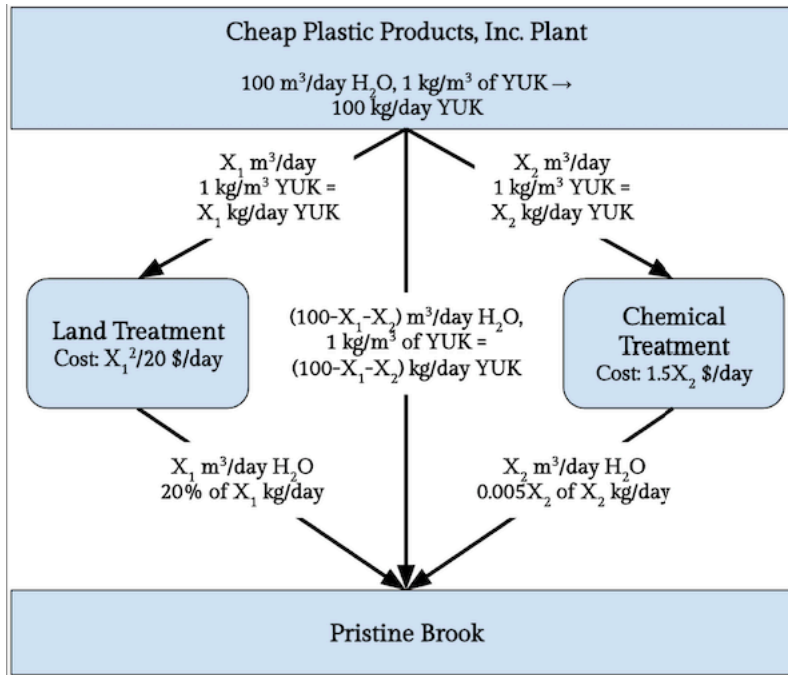 Cheap Plastic Products, Inc. Plant
100 m³/day H₂O, 1 kg/m³ of YUK →
100 kg/day YUK
X₁ m³/day
1 kg/m³ YUK =
X₁ kg/day YUK
X₂ m³/day
1 kg/m³ YUK =
X₂ kg/day YUK
Land Treatment
Cost: X₁²/20 $/day
(100-X₁-X₂) m³/day H₂O,
1 kg/m³ of YUK =
(100-X₁-X₂) kg/day YUK
Chemical
Treatment
Cost: 1.5X₂ $/day
X₁ m³/day H₂O
20% of X₁ kg/day
X₂ m³/day H₂O
0.005X₂ of X₂ kg/day
Pristine Brook